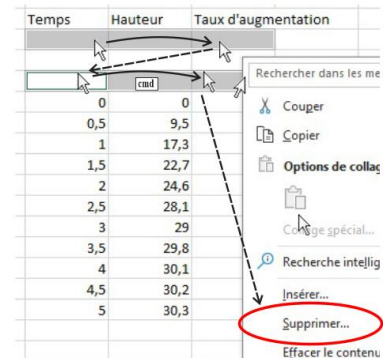 Temps Hauteur Taux d'augmentation
cmd
0 0
0,5 9,5
1 17,3
1,5 22,7
2 24,6
2,5 28,1
3 29
3,5 29,8
4 30,1
4,5 30,2
5 30,3
Rechercher dans les me
Couper
Copier
Options de collag
Collage spécial...
Recherche intellig
Insérer...
Supprimer...
Effacer le contenu